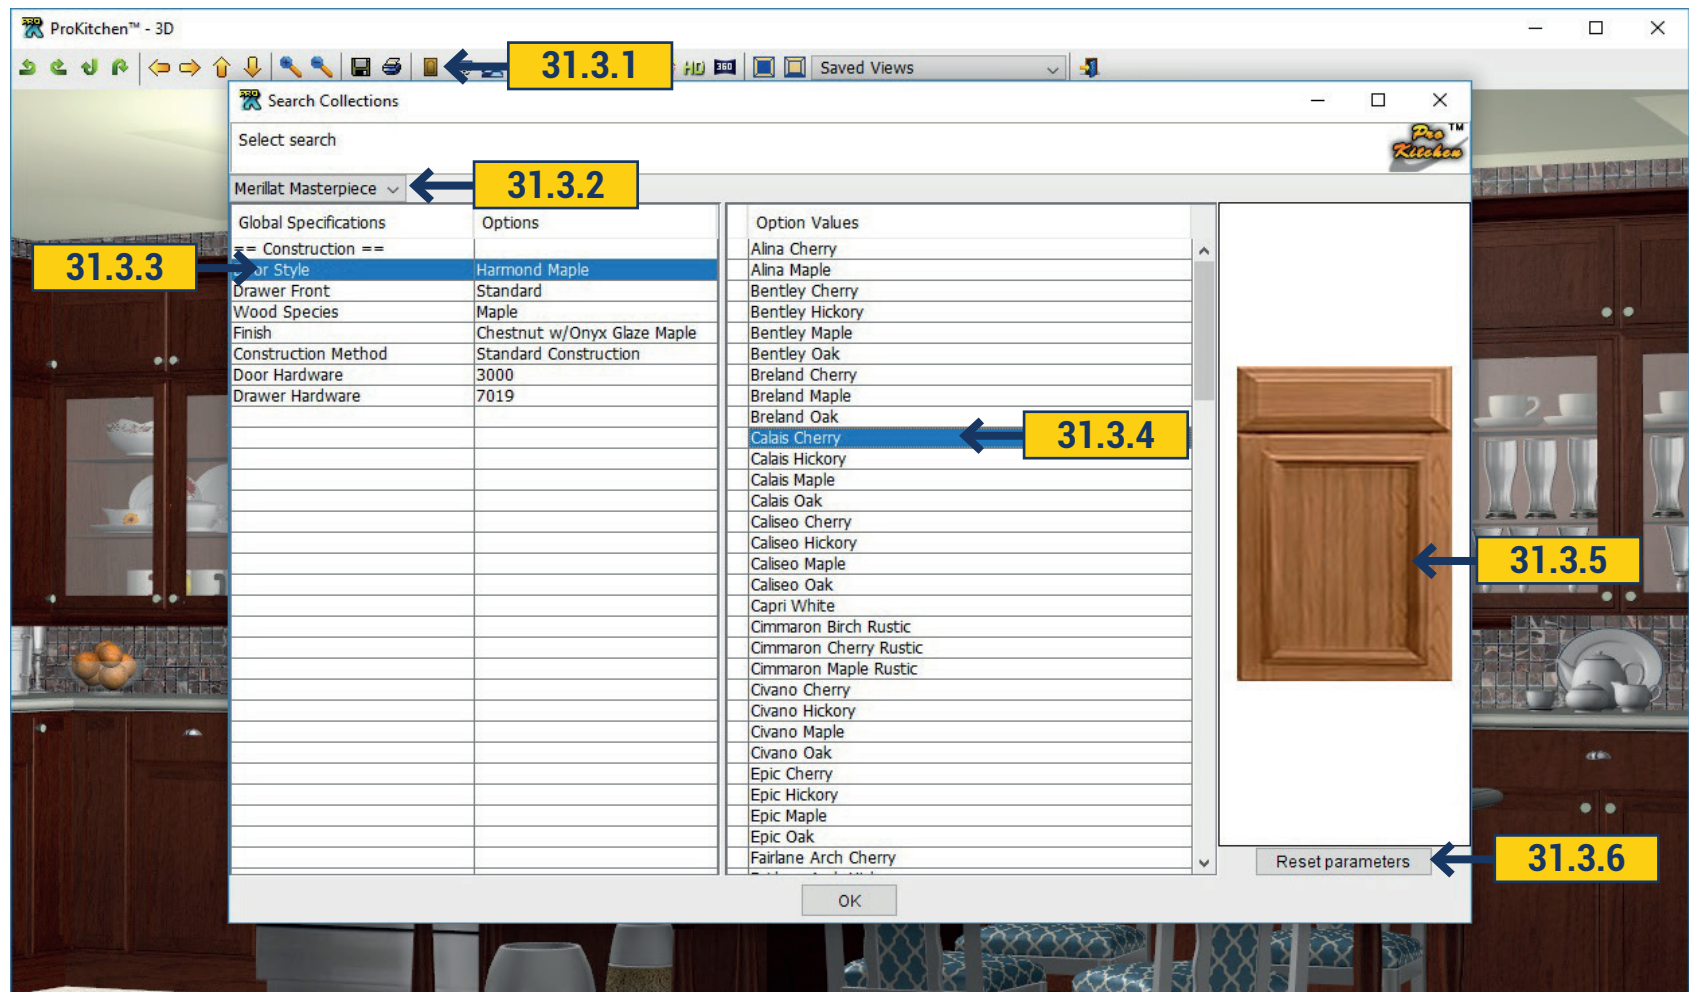 ProKitchen™ - 3D
31.3.1
HD
360
Saved Views
Search Collections
Select search
Pro Kitchen TM
Merillat Masterpiece
31.3.2
Global Specifications Options
== Construction ==
31.3.3
Style Harmond Maple
Drawer Front Standard
Wood Species Maple
Finish Chestnut w/Onyx Glaze Maple
Construction Method Standard Construction
Door Hardware 3000
Drawer Hardware 7019
Option Values
Alina Cherry
Alina Maple
Bentley Cherry
Bentley Hickory
Bentley Maple
Bentley Oak
Breland Cherry
Breland Maple
Breland Oak
Calais Cherry
31.3.4
Calais Hickory
Calais Maple
Calais Oak
Caliseo Cherry
Caliseo Hickory
Caliseo Maple
Caliseo Oak
Capri White
Cimmaron Birch Rustic
Cimmaron Cherry Rustic
Cimmaron Maple Rustic
Civano Cherry
Civano Hickory
Civano Maple
Civano Oak
Epic Cherry
Epic Hickory
Epic Maple
Epic Oak
Fairlane Arch Cherry
31.3.5
Reset parameters
31.3.6
OK